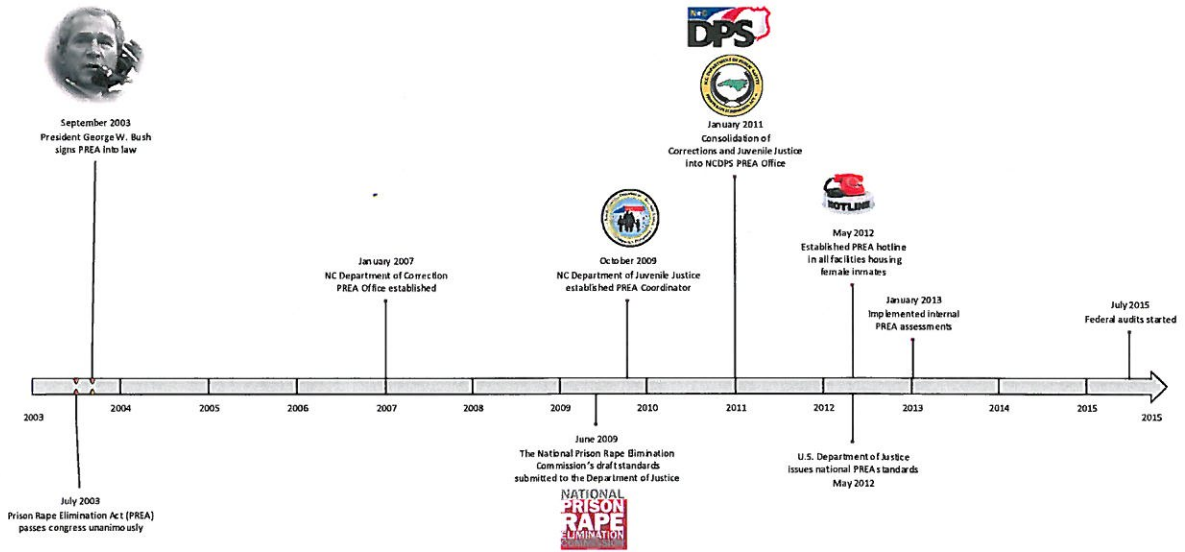 N*C
DPS
September 2003
President George W. Bush
signs PREA into law
January 2011
Consolidation of
Corrections and Juvenile Justice
into NCDPS PREA Office
HOTLINE
May 2012
Established PREA hotline
in all facilities housing
female inmates
January 2007
NC Department of Correction
PREA Office established
October 2009
NC Department of Juvenile Justice
established PREA Coordinator
January 2013
Implemented internal
PREA assessments
July 2015
Federal audits started
2003
2004
2005
2006
2007
2008
2009
2010
2011
2012
2013
2014
2015
2015
July 2003
Prison Rape Elimination Act (PREA)
passes congress unanimously
June 2009
The National Prison Rape Elimination
Commission's draft standards
submitted to the Department of Justice
NATIONAL
PRISON
RAPE
ELIMINATION
COMMISSION
U.S. Department of Justice
Issues national PREA standards
May 2012